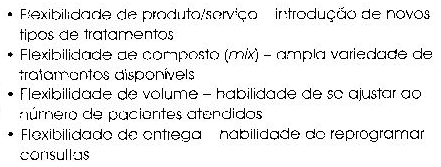 • Flexibilidade de produto/serviço – introdução de novos
tipos de tratamentos
• Flexibilidade de composto (mix) – ampla variedade de
tratamentos disponíveis
• Flexibilidade de volume – habilidade de se ajustar ao
número de pacientes atendidos
• Flexibilidade de entrega – habilidade de reprogramar
consultas